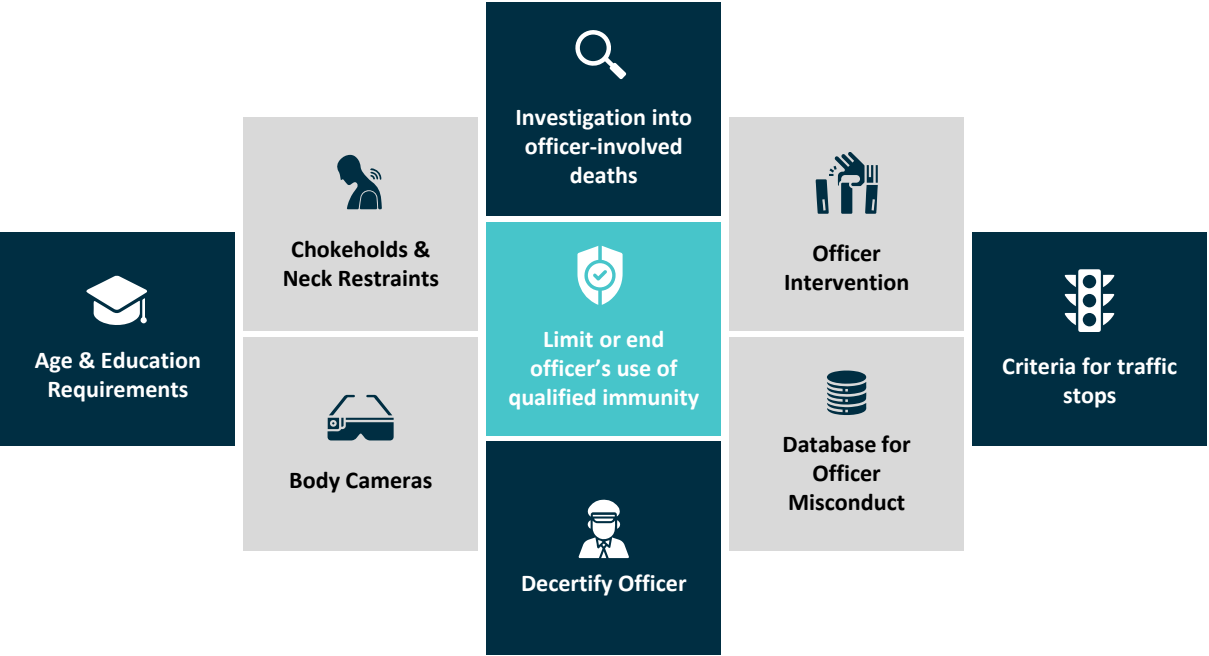 Investigation into
officer-involved
deaths
Chokeholds &
Neck Restraints
Officer
Intervention
Age & Education
Requirements
Limit or end
officer's use of
qualified immunity
Criteria for traffic
stops
Body Cameras
Database for
Officer
Misconduct
Decertify Officer